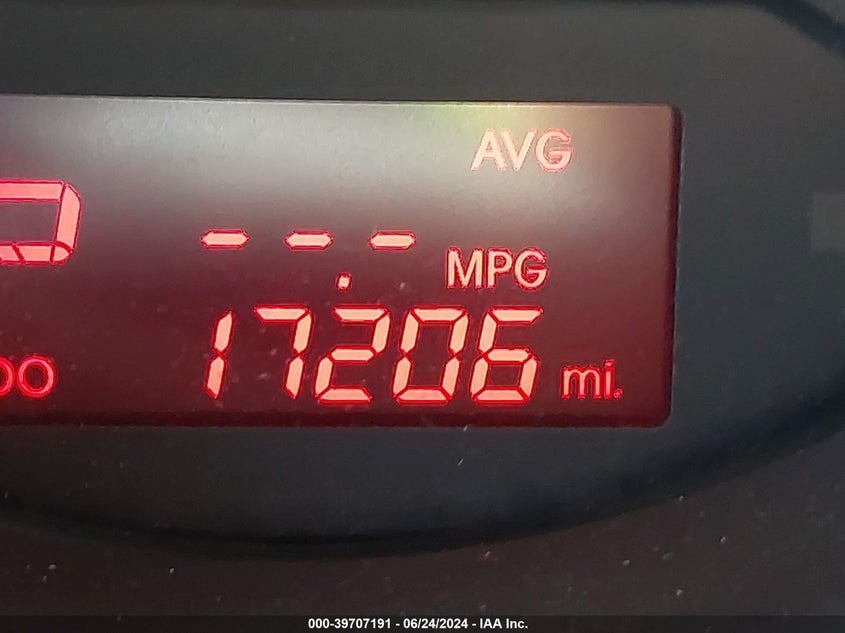 AVG
--.- MPG
17206 mi.
000-39707191 - 06/24/2024 - IAA Inc.